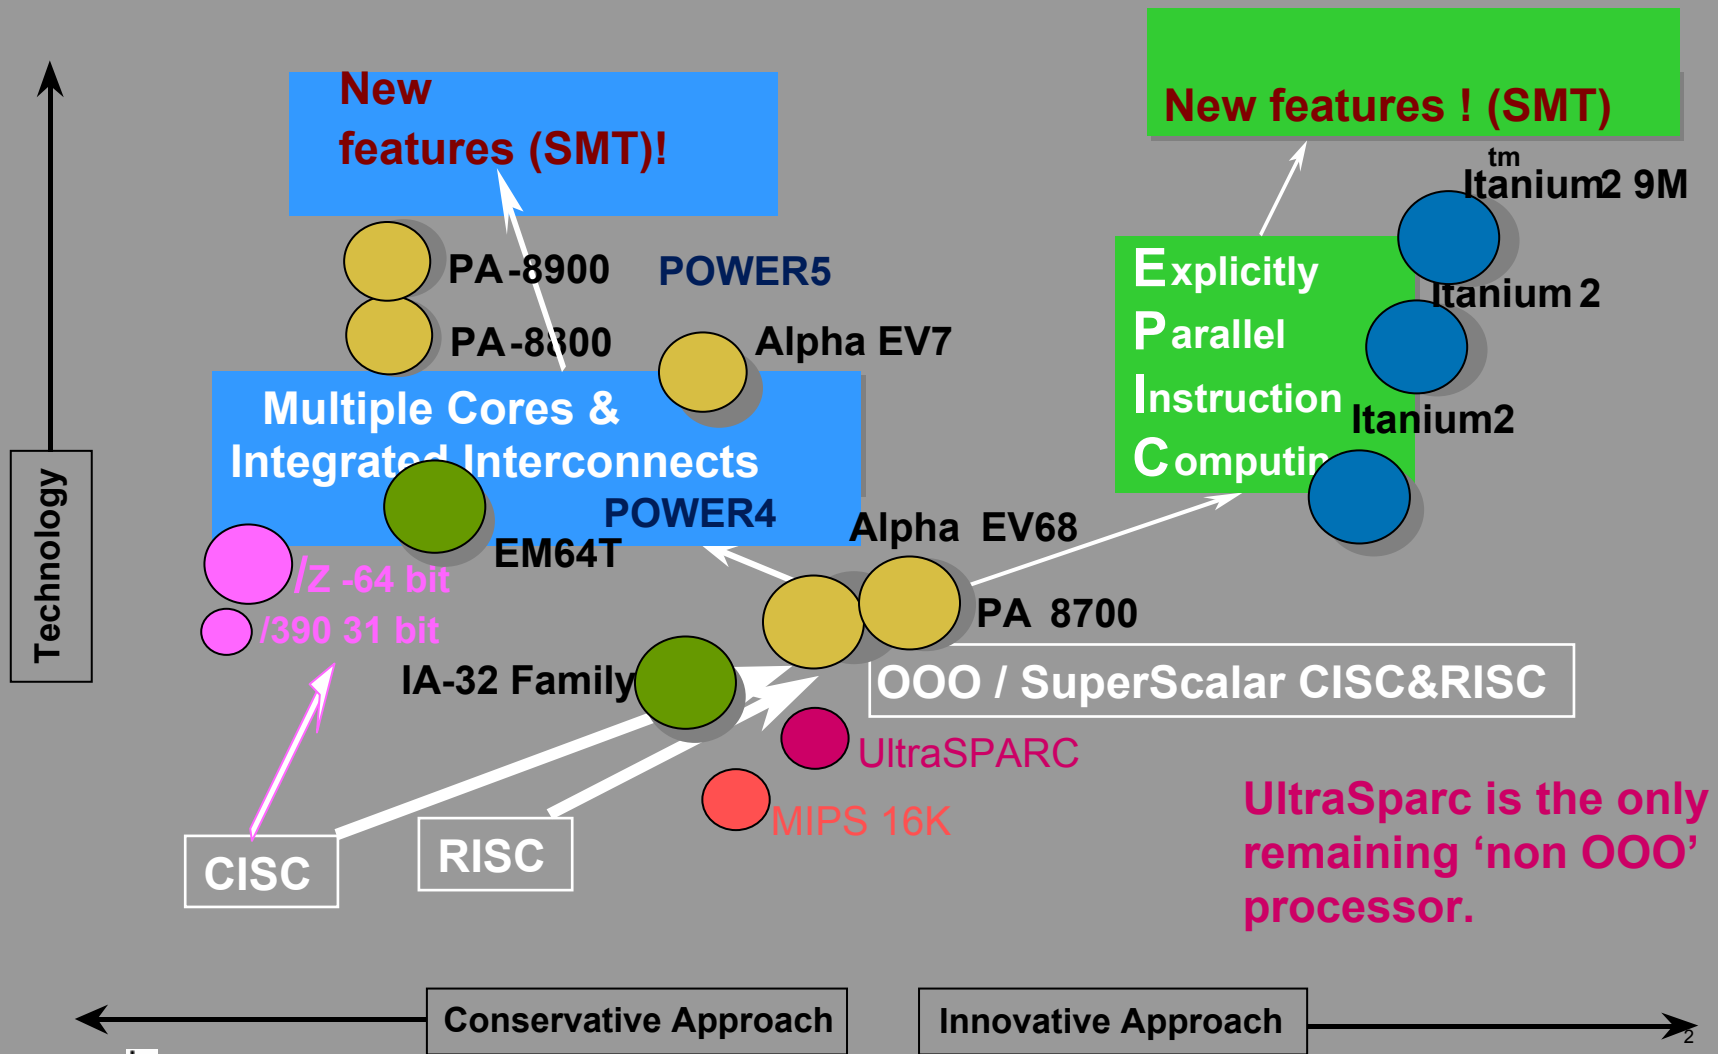 New
features (SMT)!
New features ! (SMT)
tm
Itanium2 9M
PA-8900
POWER5
Explicitly
Itanium 2
PA-8800
Alpha EV7
Parallel
Multiple Cores &
Integrated Interconnects
Instruction
Itanium2
Computin
POWER4
Alpha EV68
EM64T
/Z -64 bit
/390 31 bit
PA 8700
Technology
IA-32 Family
OOO / SuperScalar CISC&RISC
UltraSPARC
MIPS 16K
CISC
RISC
UltraSparc is the only
remaining ‘non OOO’
processor.
Conservative Approach
Innovative Approach
2